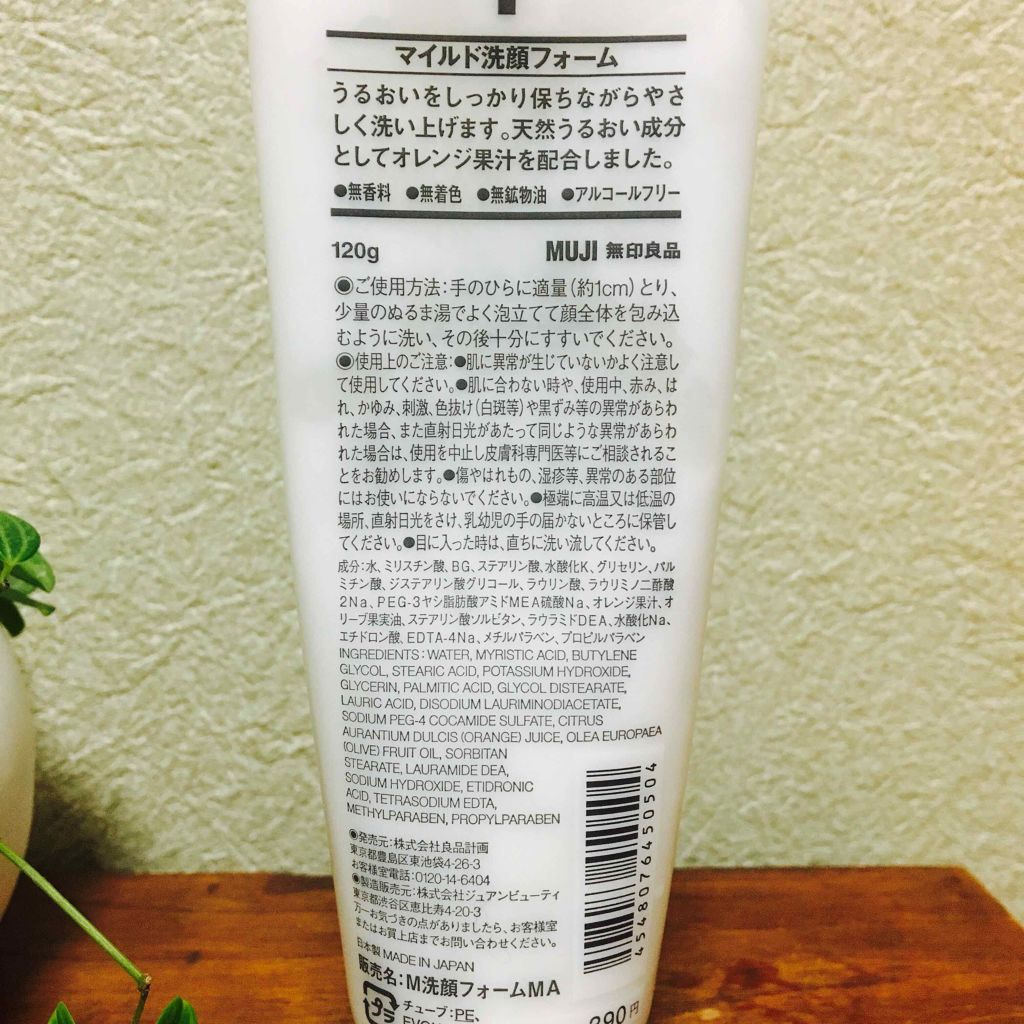 マイルド洗顔フォーム
うるおいをしっかり保ちながらやさ
しく洗い上げます。天然うるおい成分
としてオレンジ果汁を配合しました。
●無香料 ●無着色 ●無鉱物油 ●アルコールフリー
120g MUJI 無印良品
◉ご使用方法:手のひらに適量(約1cm)とり、
少量のぬるま湯でよく泡立てて顔全体を包み込
むように洗い、その後十分にすすいでください。
◉使用上のご注意:●肌に異常が生じていないかよく注意し
て使用してください。●肌に合わない時や、使用中、赤み、は
れ、かゆみ、刺激、色抜け(白斑等)や黒ずみ等の異常があらわ
れた場合、また直射日光があたって同じような異常があらわ
れた場合は、使用を中止し皮膚科専門医等にご相談されるこ
とをお勧めします。●傷やはれもの、湿疹等、異常のある部位
にはお使いにならないでください。●極端に高温又は低温の
場所、直射日光をさけ、乳幼児の手の届かないところに保管し
てください。●目に入った時は、直ちに洗い流してください。
成分:水、ミリスチン酸、BG、ステアリン酸、水酸化K、グリセリン、パル
ミチン酸、ジステアリン酸グリコール、ラウリン酸、ラウリミノ二酢酸
2Na、PEG-3ヤシ脂肪酸アミドMEA硫酸Na、オレンジ果汁、オ
リーブ果実油、ステアリン酸ソルビタン、ラウラミドDEA、水酸化Na、
エチドロン酸、EDTA-4Na、メチルパラベン、プロピルパラベン
INGREDIENTS: WATER, MYRISTIC ACID, BUTYLENE
GLYCOL, STEARIC ACID, POTASSIUM HYDROXIDE,
GLYCERIN, PALMITIC ACID, GLYCOL DISTEARATE,
LAURIC ACID, DISODIUM LAURIMINODIACETATE,
SODIUM PEG-4 COCAMIDE SULFATE, CITRUS
AURANTIUM DULCIS (ORANGE) JUICE, OLEA EUROPAEA
(OLIVE) FRUIT OIL, SORBITAN
STEARATE, LAURAMIDE DEA,
SODIUM HYDROXIDE, ETIDRONIC
ACID, TETRASODIUM EDTA,
METHYLPARABEN, PROPYLPARABEN
◉発売元:株式会社良品計画
東京都豊島区東池袋4-26-3
お客様室電話:0120-14-6404
◉製造販売元:株式会社ジュアンビューティ
東京都渋谷区恵比寿4-20-3
万一お気づきの点がありましたら、お客様室
またはお買上店までお問い合わせください。
日本製 MADE IN JAPAN
販売名:M洗顔フォームMA
プラ チューブ:PE、
4548076450504